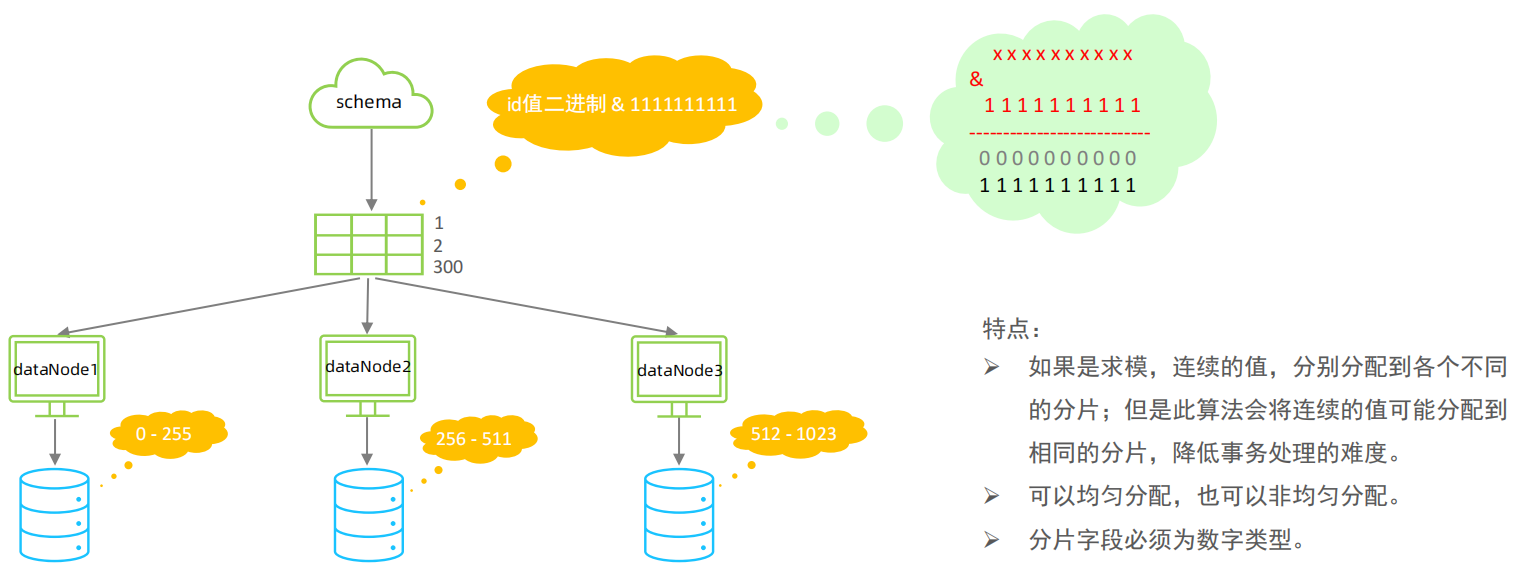 schema
id值二进制 & 1111111111
x x x x x x x x x x
&
1 1 1 1 1 1 1 1 1 1
---------------------------
0 0 0 0 0 0 0 0 0 0
1 1 1 1 1 1 1 1 1 1
1
2
300
dataNode1
dataNode2
dataNode3
0 - 255
256 - 511
512 - 1023
特点：
➢ 如果是求模，连续的值，分别分配到各个不同
的分片；但是此算法会将连续的值可能分配到
相同的分片，降低事务处理的难度。
➢ 可以均匀分配，也可以非均匀分配。
➢ 分片字段必须为数字类型。